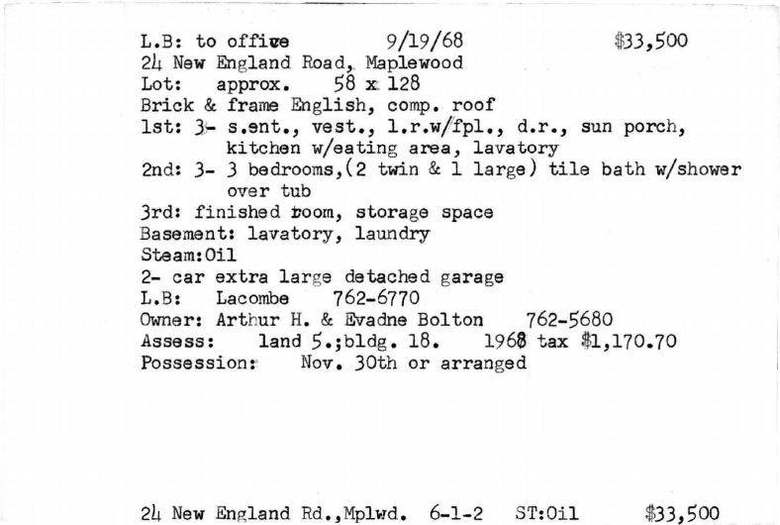 L.B: to office 9/19/68 $33,500
24 New England Road, Maplewood
Lot: approx. 58 x 128
Brick & frame English, comp. roof
1st: 3- s.ent., vest., l.r.w/fpl., d.r., sun porch,
kitchen w/eating area, lavatory
2nd: 3- 3 bedrooms,(2 twin & 1 large) tile bath w/shower
over tub
3rd: finished room, storage space
Basement: lavatory, laundry
Steam:Oil
2- car extra large detached garage
L.B: Lacombe 762-6770
Owner: Arthur H. & Evadne Bolton 762-5680
Assess: land 5.;bldg. 18. 1968 tax $1,170.70
Possession: Nov. 30th or arranged
24 New England Rd.,Mplwd. 6-1-2 ST:Oil $33,500